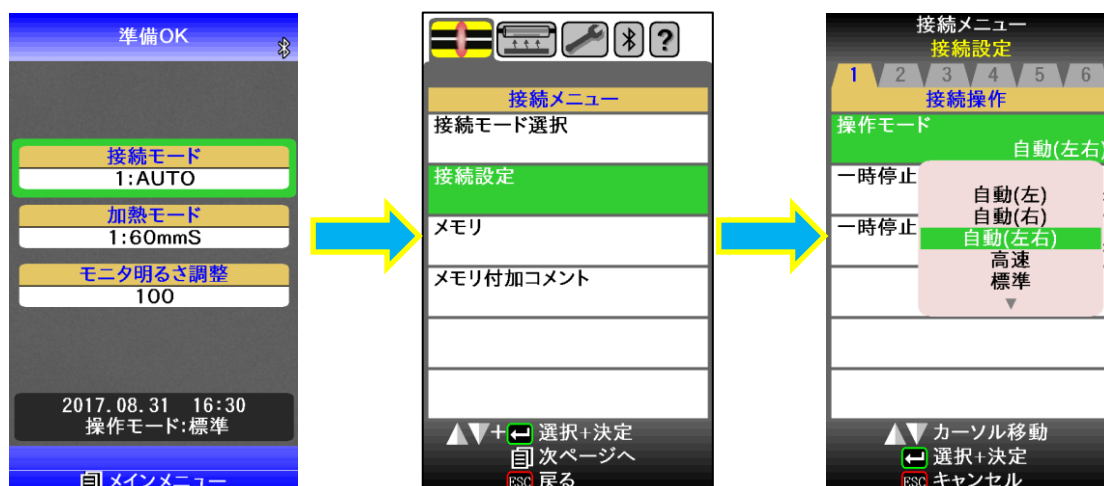 準備OK
接続モード
1:AUTO
加熱モード
1:60mmS
モニタ明るさ調整
100
2017.08.31 16:30
操作モード:標準
メインメニュー
?
接続メニュー
接続モード選択
接続設定
メモリ
メモリ付加コメント
+ 選択+決定
次ページへ
ESC 戻る
接続メニュー
接続設定
1 2 3 4 5 6
接続操作
操作モード
自動(左右)
一時停止
一時停止
自動(左)
自動(右)
自動(左右)
高速
標準
カーソル移動
選択+決定
ESC キャンセル